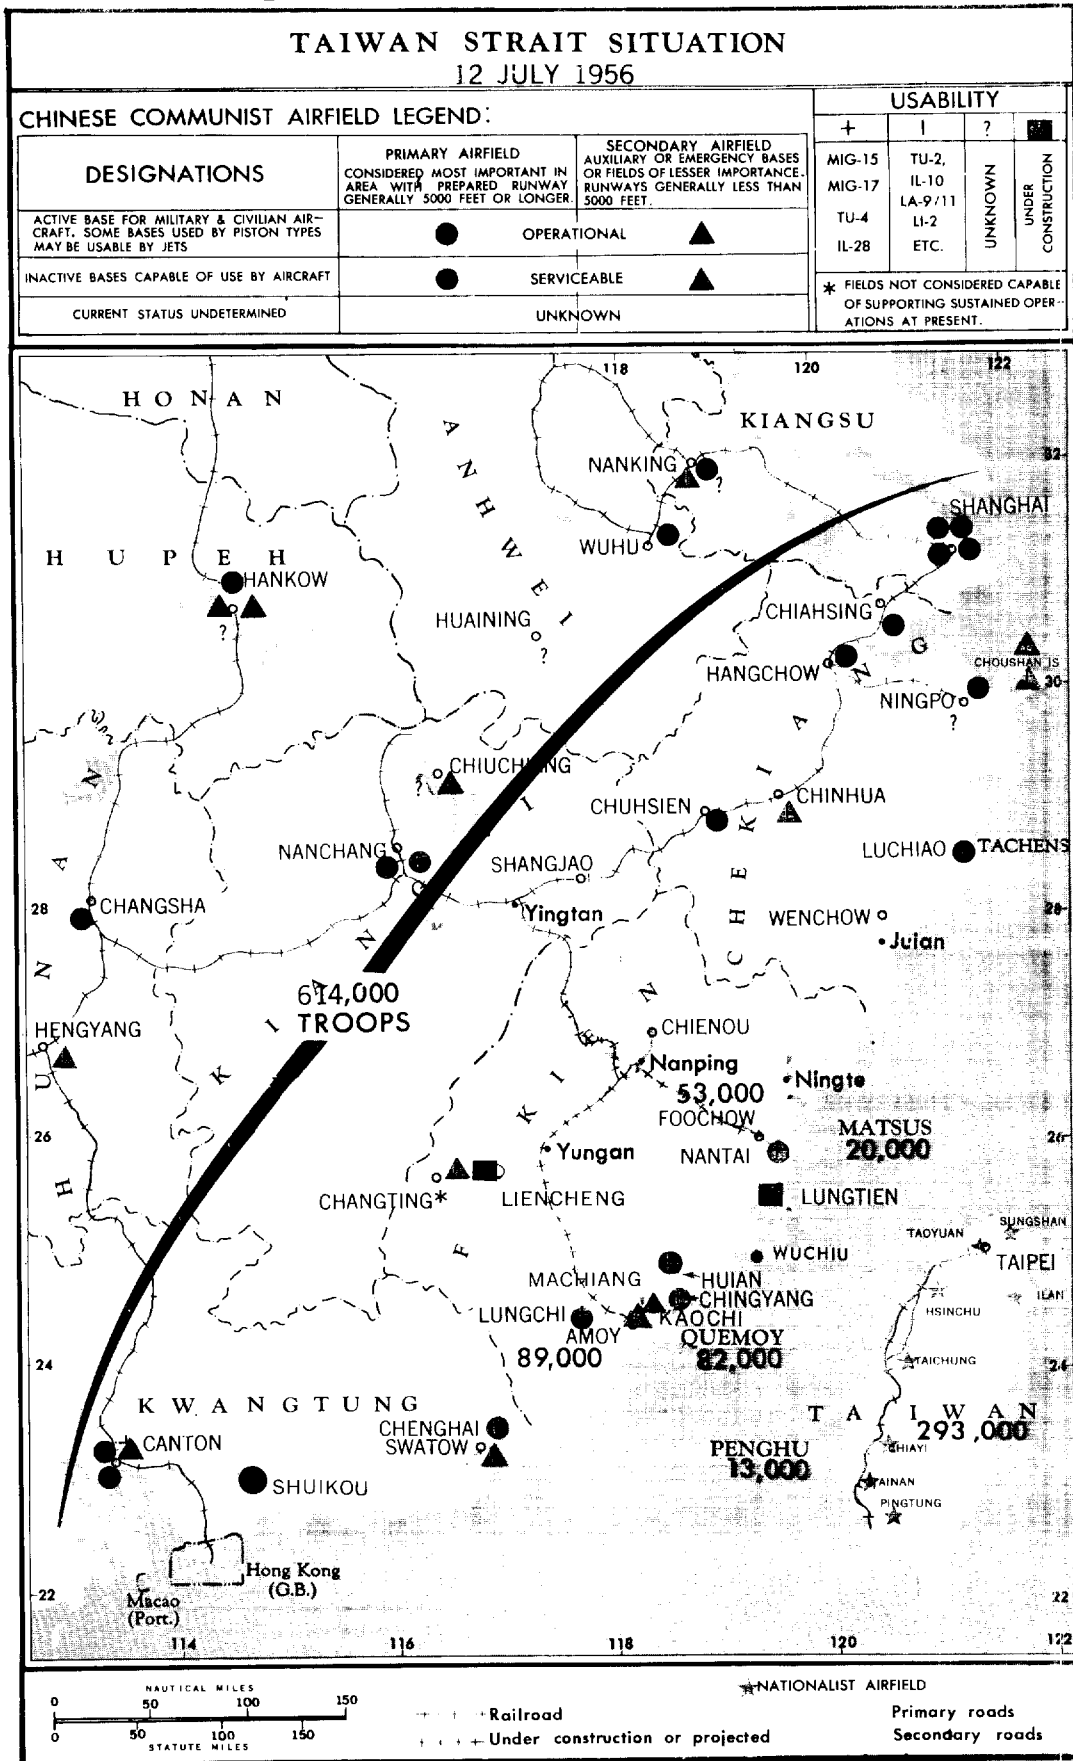 TAIWAN STRAIT SITUATION
12 JULY 1956
CHINESE COMMUNIST AIRFIELD LEGEND:
DESIGNATIONS
PRIMARY AIRFIELD
CONSIDERED MOST IMPORTANT IN
AREA WITH PREPARED RUNWAY
GENERALLY 5000 FEET OR LONGER.
SECONDARY AIRFIELD
AUXILIARY OR EMERGENCY BASES
OR FIELDS OF LESSER IMPORTANCE.
RUNWAYS GENERALLY LESS THAN
5000 FEET.
ACTIVE BASE FOR MILITARY & CIVILIAN AIR-
CRAFT. SOME BASES USED BY PISTON TYPES
MAY BE USABLE BY JETS
OPERATIONAL
INACTIVE BASES CAPABLE OF USE BY AIRCRAFT
SERVICEABLE
CURRENT STATUS UNDETERMINED
UNKNOWN
USABILITY
+ I ?
MIG-15
MIG-17
TU-4
IL-28
TU-2,
IL-10
LA-9/11
LI-2
ETC.
UNKNOWN
UNDER
CONSTRUCTION
* FIELDS NOT CONSIDERED CAPABLE
OF SUPPORTING SUSTAINED OPER-
ATIONS AT PRESENT.
118 120 122
HONAN
ANHWEI
KIANGSU
32
NANKING
?
SHANGHAI
WUHU
HUPEH
HANKOW
?
CHIAHSING
HUAINING
?
HANGCHOW
CHOUSHAN IS
30
NINGPO
?
CHIUCHIANG
?
CHUHSIEN
CHINHUA
CHEKIANG
NANCHANG
SHANGJAO
LUCHIAO
TACHENS
28
CHANGSHA
Yingtan
WENCHOW
28
Juian
HUNAN
KIANGSI
614,000
TROOPS
HENGYANG
CHIENOU
Nanping
53,000
Ningte
FOOCHOW
26
MATSUS
20,000
26
Yungan
NANTAI
FUKIEN
CHANGTING*
LIENCHENG
LUNGTIEN
SUNGSHAN
TAOYUAN
WUCHIU
TAIPEI
MACHIANG
HUIAN
CHINGYANG
ILAN
HSINCHU
LUNGCHI
KAOCHI
AMOY
QUEMOY
89,000
82,000
24
TAICHUNG
24
KWANGTUNG
TAIWAN
293,000
CHENGHAI
SWATOW
CANTON
PENGHU
13,000
CHIAYI
SHUIKOU
TAINAN
PINGTUNG
Hong Kong
(G.B.)
Macao
(Port.)
22
22
114 116 118 120 122
NAUTICAL MILES
0 50 100 150
0 50 100 150
STATUTE MILES
Railroad
Under construction or projected
NATIONALIST AIRFIELD
Primary roads
Secondary roads